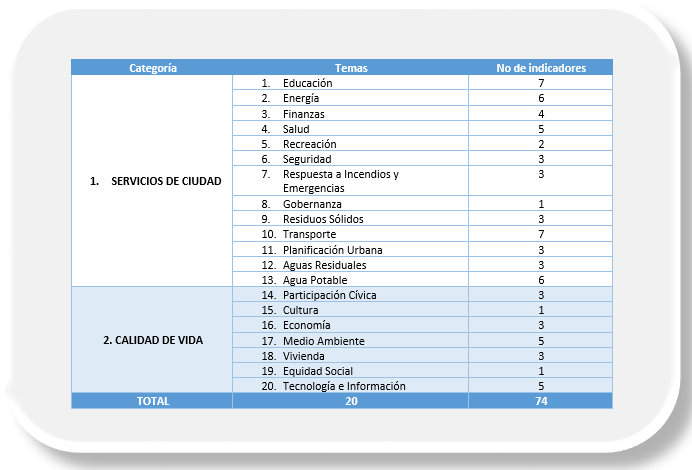 Categoría Temas No de indicadores
1. SERVICIOS DE CIUDAD
1. Educación 7
2. Energía 6
3. Finanzas 4
4. Salud 5
5. Recreación 2
6. Seguridad 3
7. Respuesta a Incendios y 3
Emergencias
8. Gobernanza 1
9. Residuos Sólidos 3
10. Transporte 7
11. Planificación Urbana 3
12. Aguas Residuales 3
13. Agua Potable 6
2. CALIDAD DE VIDA
14. Participación Cívica 3
15. Cultura 1
16. Economía 3
17. Medio Ambiente 5
18. Vivienda 3
19. Equidad Social 1
20. Tecnología e Información 5
TOTAL 20 74